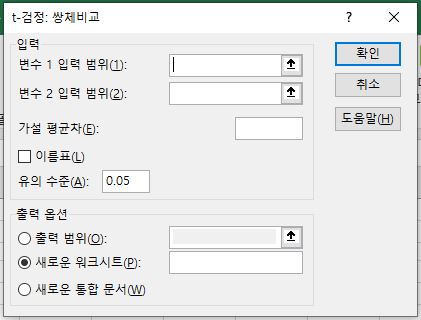 t-검정: 쌍체비교
? ×
입력
변수 1 입력 범위(1):
변수 2 입력 범위(2):
가설 평균차(E):
이름표(L)
유의 수준(A): 0.05
확인
취소
도움말(H)
출력 옵션
출력 범위(O):
새로운 워크시트(P):
새로운 통합 문서(W)